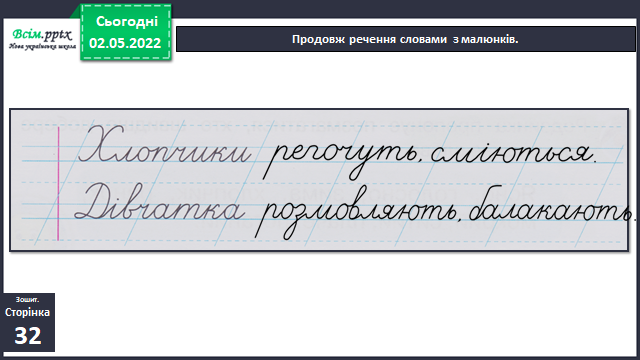 Всім.pptx
Нова українська школа
Сьогодні
02.05.2022
Продовж речення словами з малюнків.
Хлопчики регочуть, сміються.
Дівчатка розмовляють, балакають.
Зошит.
Сторінка
32